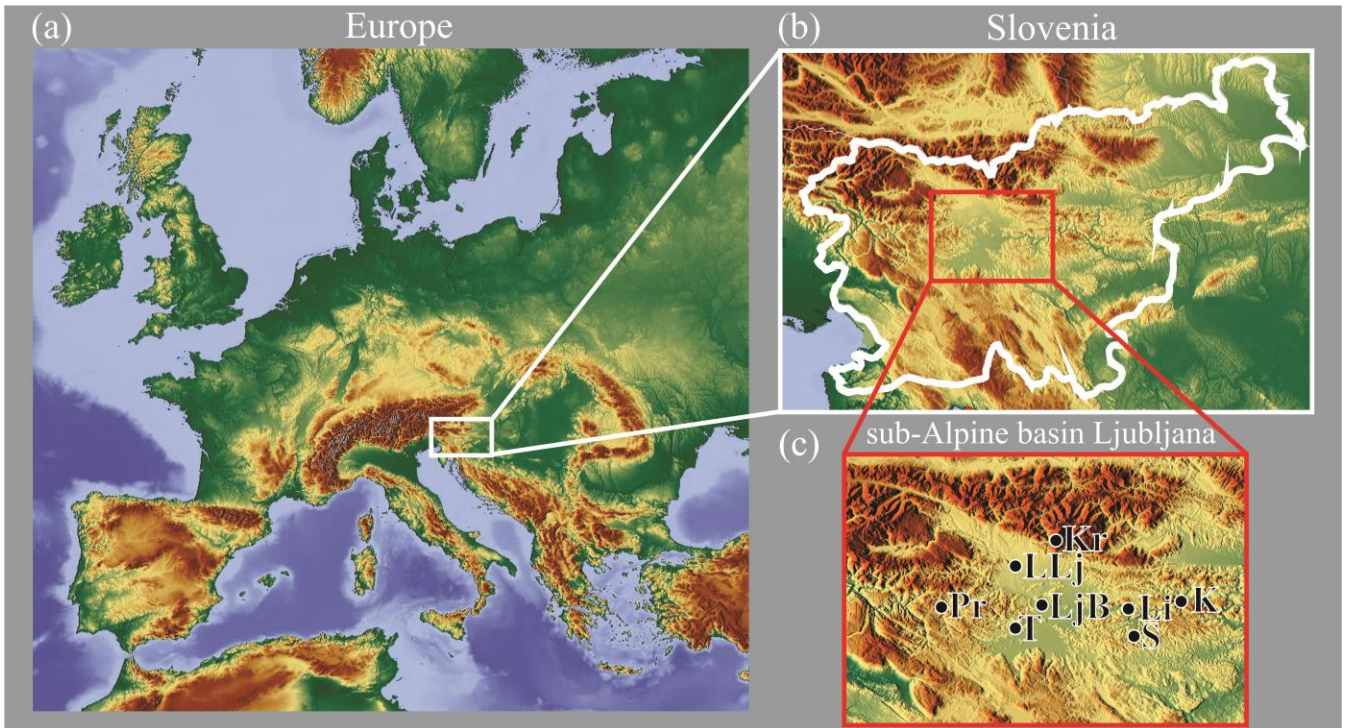 (a) Europe
(b) Slovenia
(c) sub-Alpine basin Ljubljana
Kr
LLj
Pr LjB Li K
T S